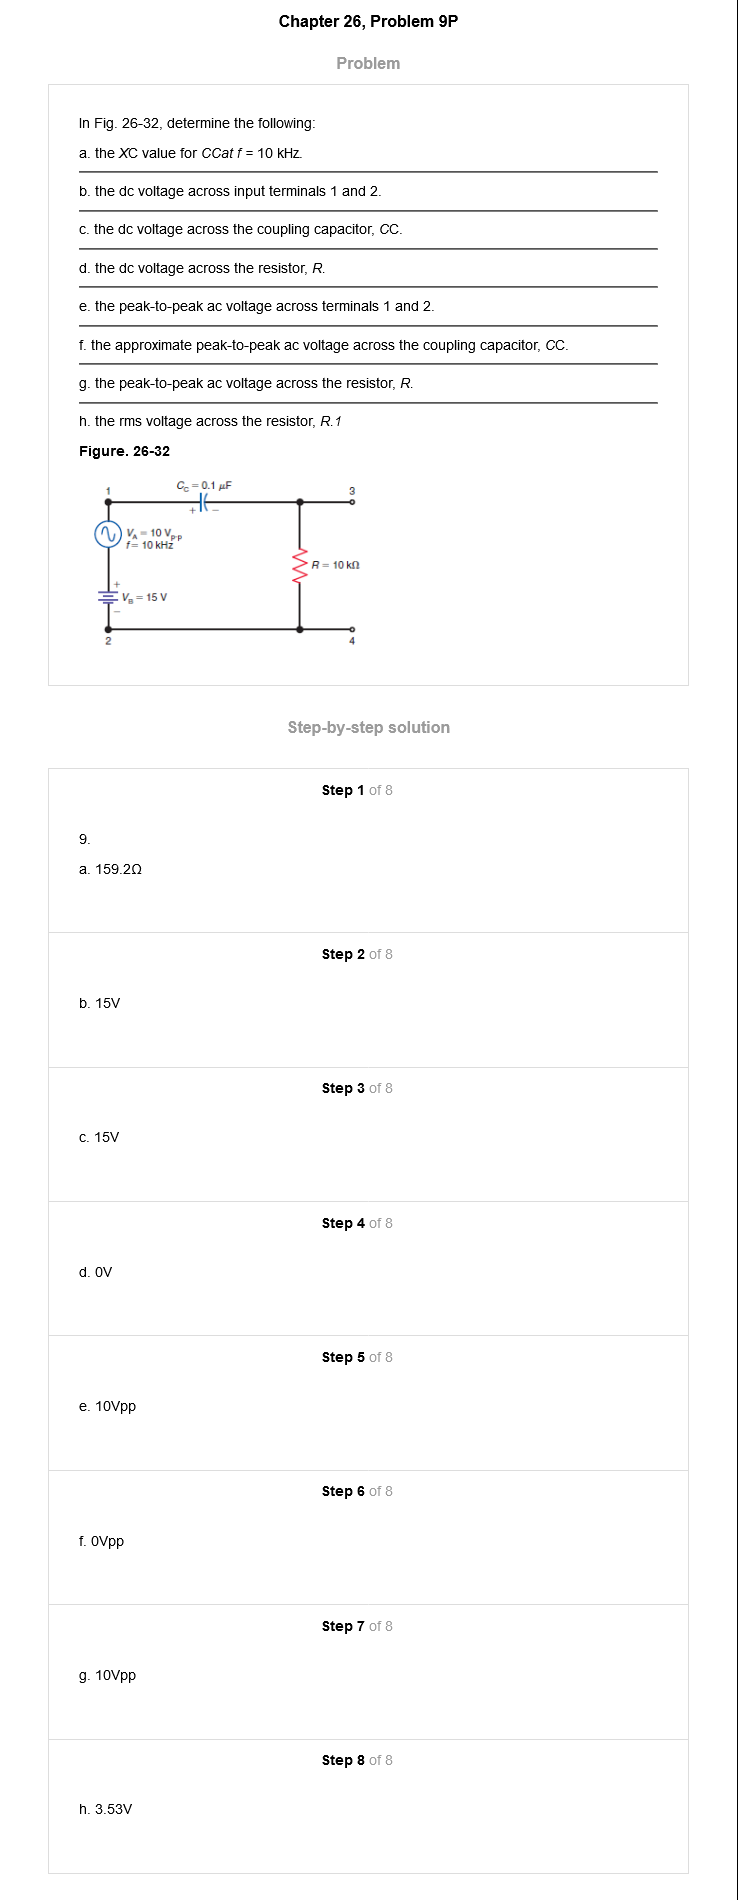 Chapter 26, Problem 9P
Problem
In Fig. 26-32, determine the following:
a. the XC value for CCat f = 10 kHz.
b. the dc voltage across input terminals 1 and 2.
c. the dc voltage across the coupling capacitor, CC.
d. the dc voltage across the resistor, R.
e. the peak-to-peak ac voltage across terminals 1 and 2.
f. the approximate peak-to-peak ac voltage across the coupling capacitor, CC.
g. the peak-to-peak ac voltage across the resistor, R.
h. the rms voltage across the resistor, R.1
Figure. 26-32
C_C = 0.1 μF
1
3
+ −
V_A = 10 V_P-P
f = 10 kHz
R = 10 kΩ
+
V_B = 15 V
−
2
4
Step-by-step solution
Step 1 of 8
9.
a. 159.2Ω
Step 2 of 8
b. 15V
Step 3 of 8
c. 15V
Step 4 of 8
d. 0V
Step 5 of 8
e. 10Vpp
Step 6 of 8
f. 0Vpp
Step 7 of 8
g. 10Vpp
Step 8 of 8
h. 3.53V